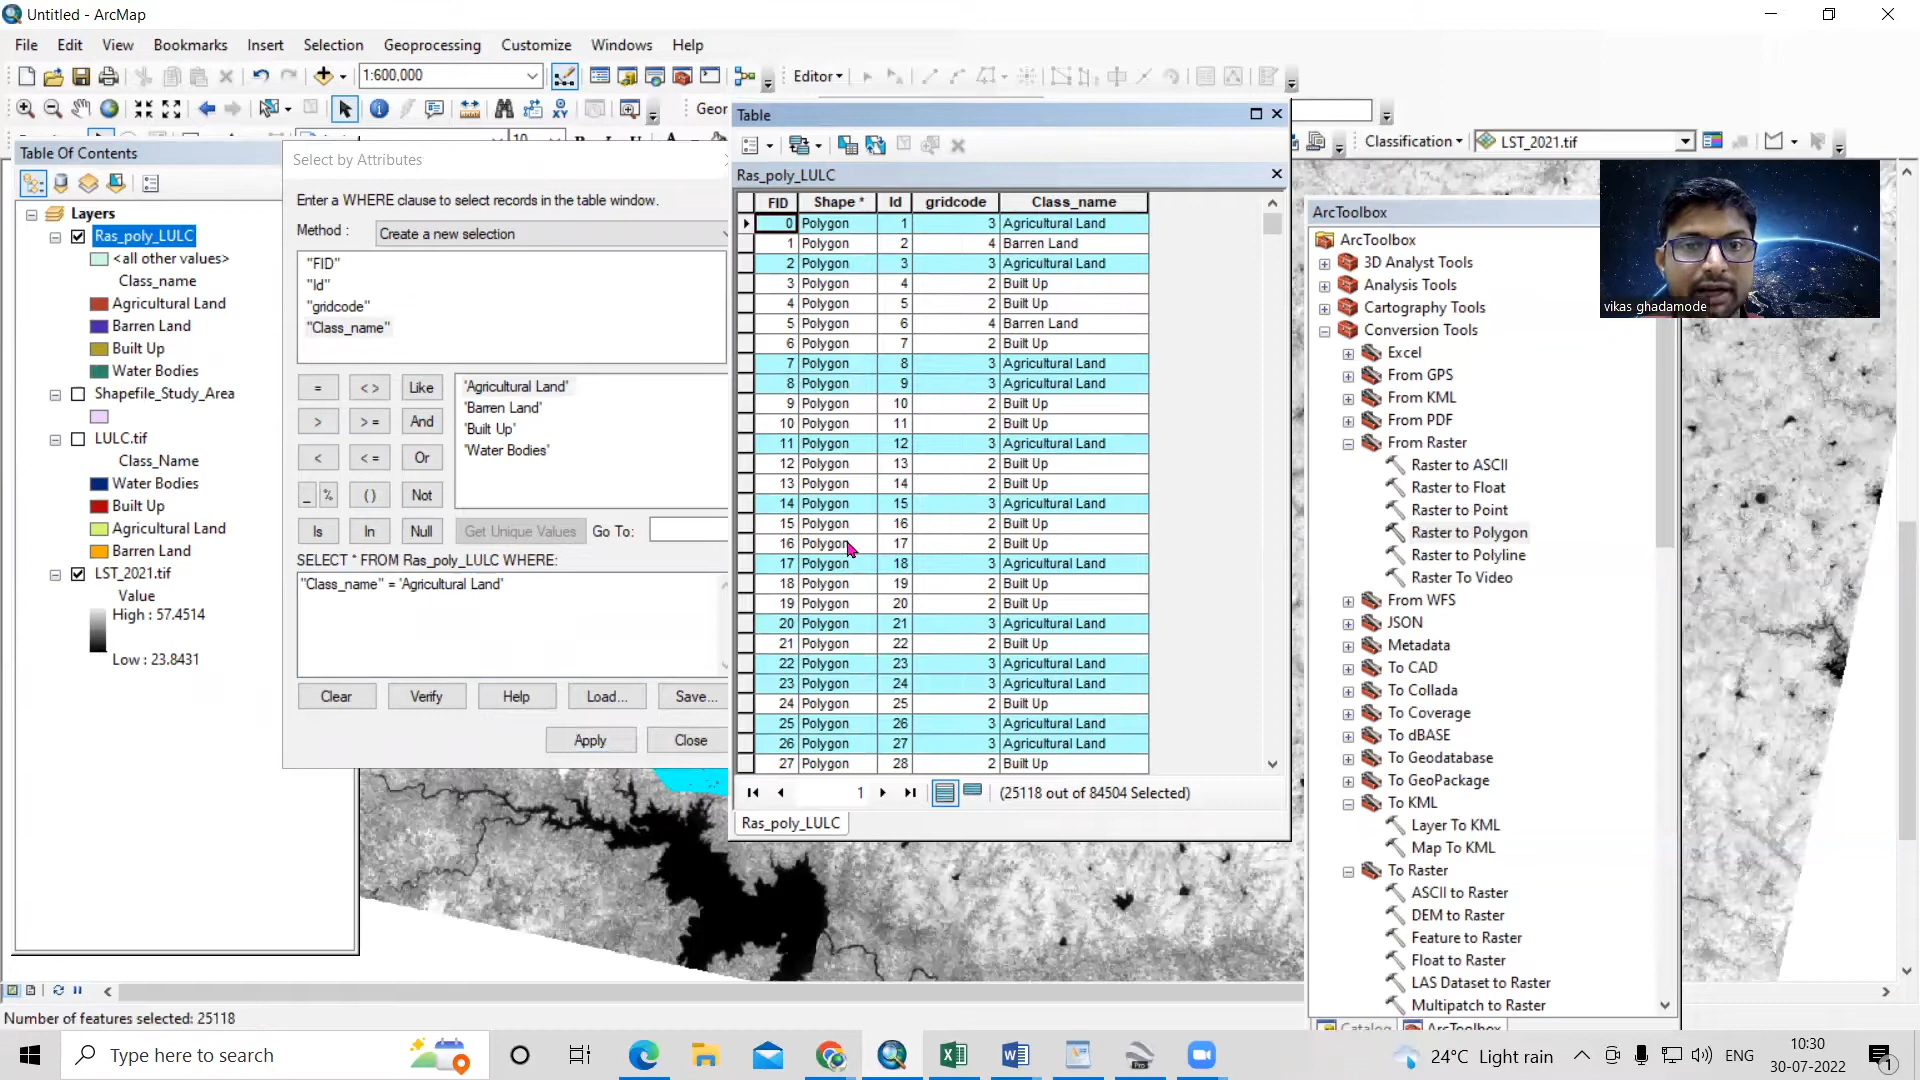 Untitled - ArcMap
File Edit View Bookmarks Insert Selection Geoprocessing Customize Windows Help
1:600,000
Editor
Geor
Classification LST_2021.tif
Table Of Contents
Layers
Ras_poly_LULC
<all other values>
Class_name
Agricultural Land
Barren Land
Built Up
Water Bodies
Shapefile_Study_Area
LULC.tif
Class_Name
Water Bodies
Built Up
Agricultural Land
Barren Land
LST_2021.tif
Value
High : 57.4514
Low : 23.8431
Select by Attributes
Enter a WHERE clause to select records in the table window.
Method : Create a new selection
"FID"
"Id"
"gridcode"
"Class_name"
= < > Like
> > = And
< < = Or
_ % ( ) Not
Is In Null
'Agricultural Land'
'Barren Land'
'Built Up'
'Water Bodies'
Get Unique Values Go To:
SELECT * FROM Ras_poly_LULC WHERE:
"Class_name" = 'Agricultural Land'
Clear Verify Help Load... Save...
Apply Close
Table
Ras_poly_LULC
FID Shape * Id gridcode Class_name
0 Polygon 1 3 Agricultural Land
1 Polygon 2 4 Barren Land
2 Polygon 3 3 Agricultural Land
3 Polygon 4 2 Built Up
4 Polygon 5 2 Built Up
5 Polygon 6 4 Barren Land
6 Polygon 7 2 Built Up
7 Polygon 8 3 Agricultural Land
8 Polygon 9 3 Agricultural Land
9 Polygon 10 2 Built Up
10 Polygon 11 2 Built Up
11 Polygon 12 3 Agricultural Land
12 Polygon 13 2 Built Up
13 Polygon 14 2 Built Up
14 Polygon 15 3 Agricultural Land
15 Polygon 16 2 Built Up
16 Polygon 17 2 Built Up
17 Polygon 18 3 Agricultural Land
18 Polygon 19 2 Built Up
19 Polygon 20 2 Built Up
20 Polygon 21 3 Agricultural Land
21 Polygon 22 2 Built Up
22 Polygon 23 3 Agricultural Land
23 Polygon 24 3 Agricultural Land
24 Polygon 25 2 Built Up
25 Polygon 26 3 Agricultural Land
26 Polygon 27 3 Agricultural Land
27 Polygon 28 2 Built Up
1 (25118 out of 84504 Selected)
Ras_poly_LULC
ArcToolbox
ArcToolbox
3D Analyst Tools
Analysis Tools
Cartography Tools
Conversion Tools
Excel
From GPS
From KML
From PDF
From Raster
Raster to ASCII
Raster to Float
Raster to Point
Raster to Polygon
Raster to Polyline
Raster To Video
From WFS
JSON
Metadata
To CAD
To Collada
To Coverage
To dBASE
To Geodatabase
To GeoPackage
To KML
Layer To KML
Map To KML
To Raster
ASCII to Raster
DEM to Raster
Feature to Raster
Float to Raster
LAS Dataset to Raster
Multipatch to Raster
Catalog ArcToolbox
vikas ghadamode
Number of features selected: 25118
Type here to search
24°C Light rain
ENG
10:30
30-07-2022
1